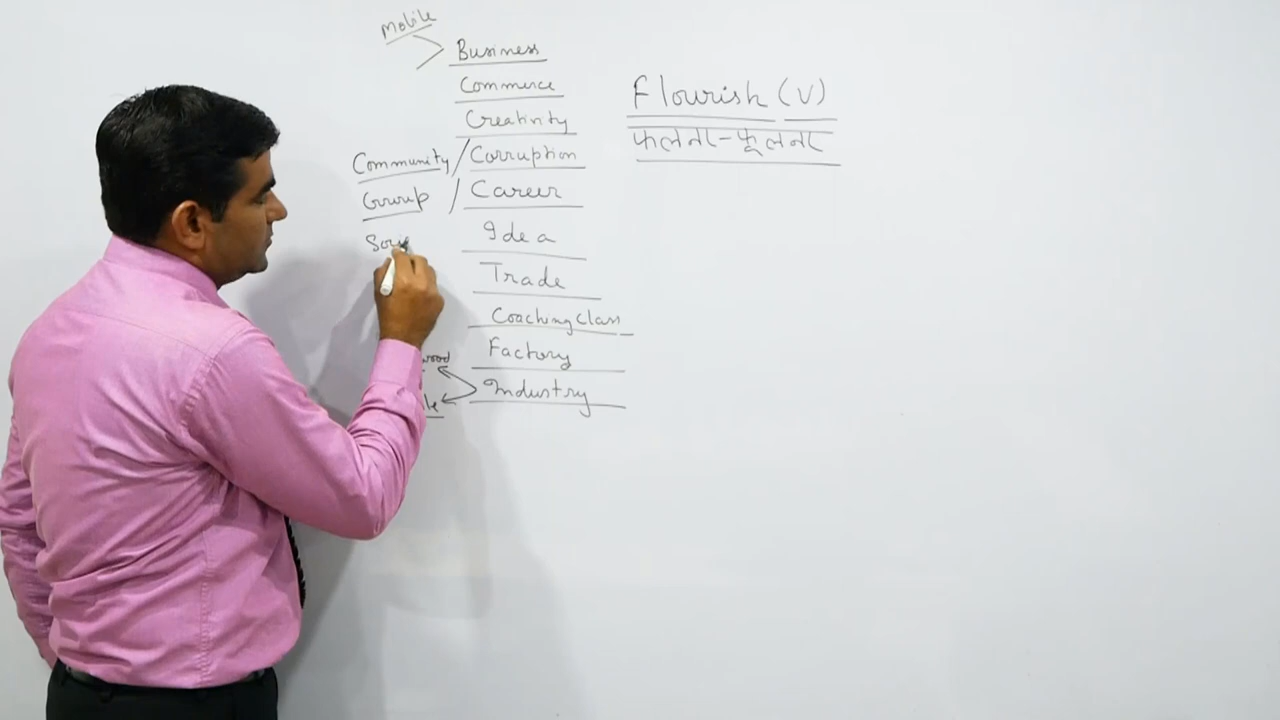 Mobile
Business
Commerce
Creativity
Community / Corruption
Group / Career
Idea
Trade
Coaching Class
Factory
Industry
Flourish (v)
फलना-फूलना